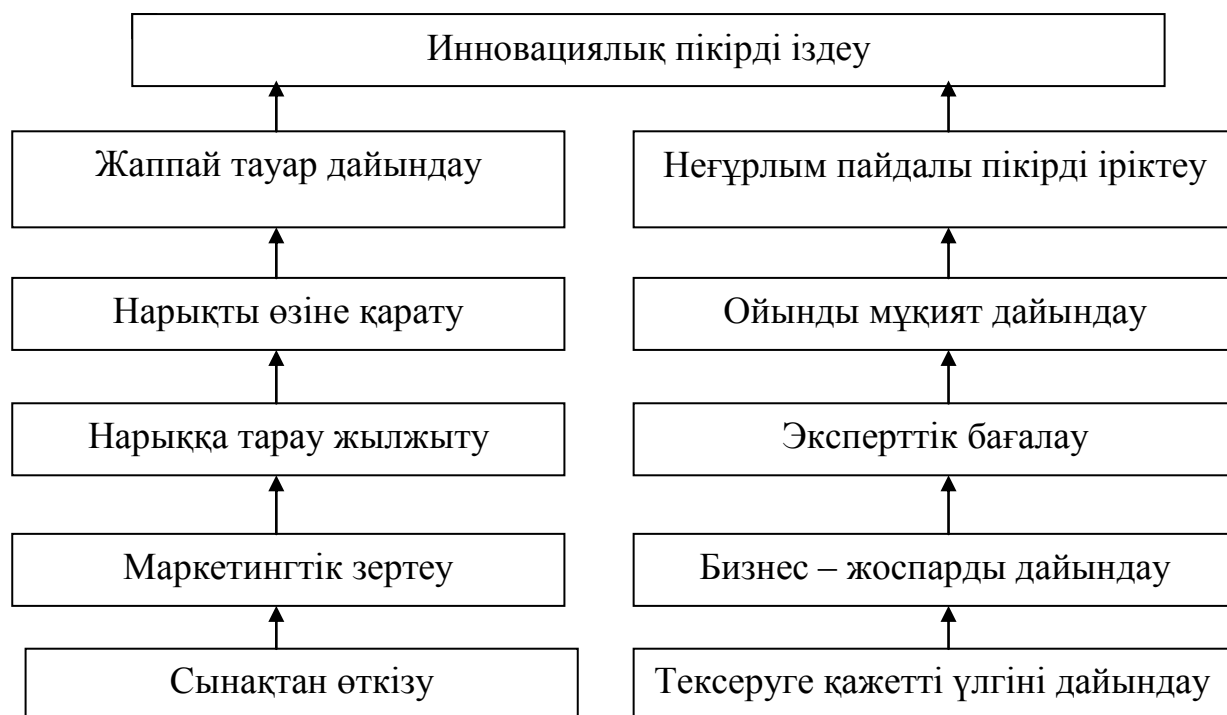 Инновациялық пікірді іздеу
Жаппай тауар дайындау
Неғұрлым пайдалы пікірді іріктеу
Нарықты өзіне қарату
Ойынды мұқият дайындау
Нарыққа тарау жылжыту
Эксперттік бағалау
Маркетингтік зертеу
Бизнес – жоспарды дайындау
Сынақтан өткізу
Тексеруге қажетті үлгіні дайындау